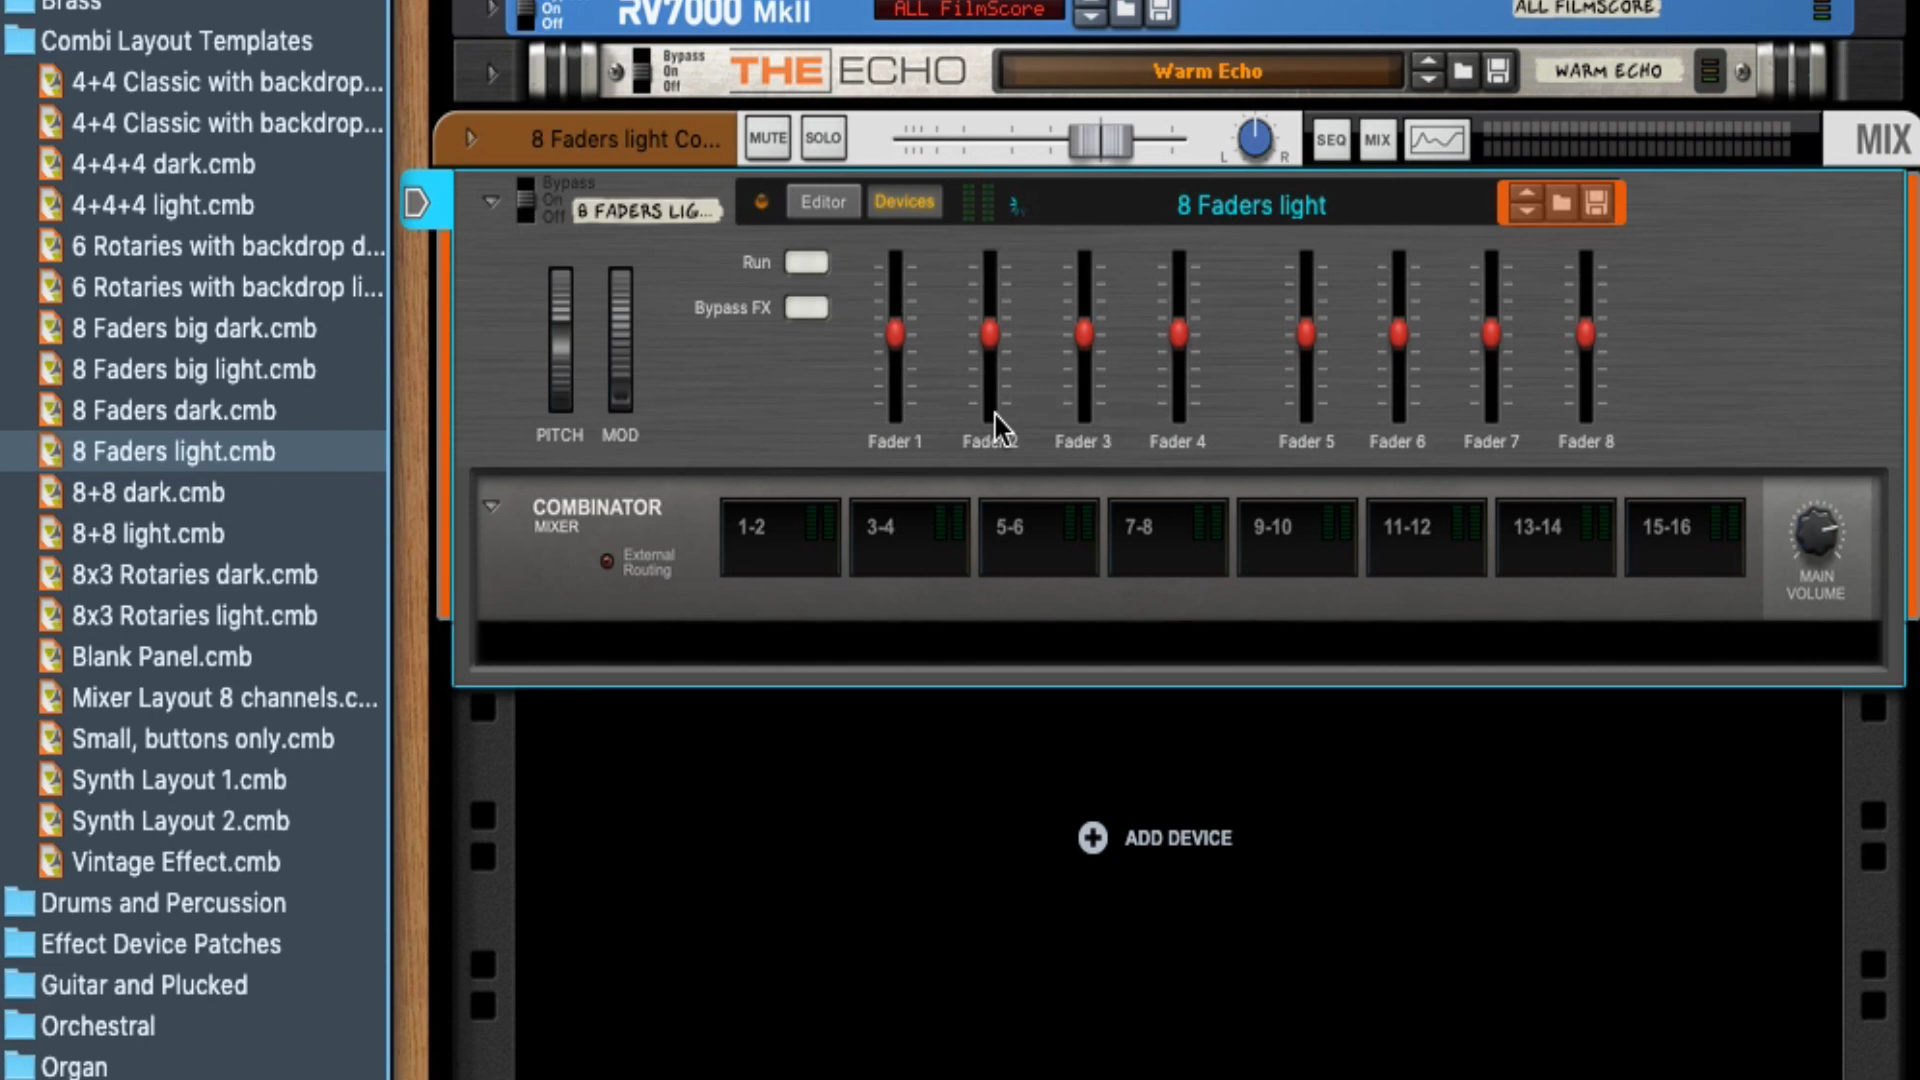 Brass
Combi Layout Templates
4+4 Classic with backdrop...
4+4 Classic with backdrop...
4+4+4 dark.cmb
4+4+4 light.cmb
6 Rotaries with backdrop d...
6 Rotaries with backdrop li...
8 Faders big dark.cmb
8 Faders big light.cmb
8 Faders dark.cmb
8 Faders light.cmb
8+8 dark.cmb
8+8 light.cmb
8x3 Rotaries dark.cmb
8x3 Rotaries light.cmb
Blank Panel.cmb
Mixer Layout 8 channels.c...
Small, buttons only.cmb
Synth Layout 1.cmb
Synth Layout 2.cmb
Vintage Effect.cmb
Drums and Percussion
Effect Device Patches
Guitar and Plucked
Orchestral
Organ
On
Off
RV7000 MkII
ALL FilmScore
ALL FILMSCORE
Bypass
On
Off
THE ECHO
Warm Echo
WARM ECHO
8 Faders light Co...
MUTE
SOLO
L
R
SEQ
MIX
MIX
Bypass
On
Off
8 FADERS LIG...
Editor
Devices
8 Faders light
Run
Bypass FX
PITCH
MOD
Fader 1
Fader 2
Fader 3
Fader 4
Fader 5
Fader 6
Fader 7
Fader 8
COMBINATOR
MIXER
External
Routing
1-2
3-4
5-6
7-8
9-10
11-12
13-14
15-16
MAIN
VOLUME
ADD DEVICE